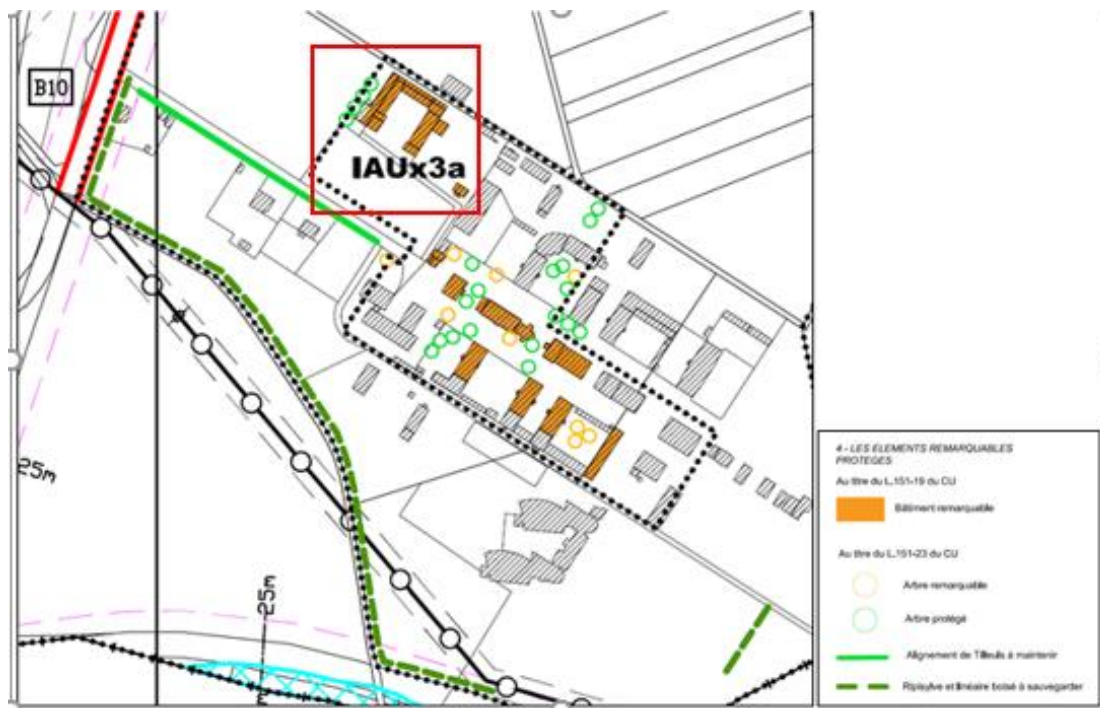 B10
IAUx3a
25m
25m
m
4 - LES ELEMENTS REMARQUABLES
PROTEGES
Au titre du L.151-19 du CU
Bâtiment remarquable
Au titre du L.151-23 du CU
Arbre remarquable
Arbre protégé
Alignement de Tilleuls à maintenir
Ripisylve et linéaire boisé à sauvegarder